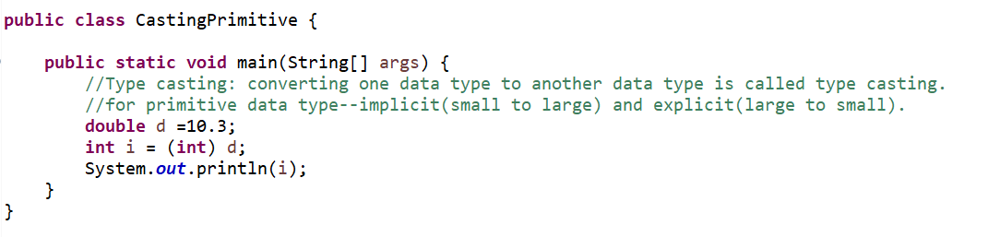 public class CastingPrimitive {
public static void main(String[] args) {
//Type casting: converting one data type to another data type is called type casting.
//for primitive data type--implicit(small to large) and explicit(large to small).
double d =10.3;
int i = (int) d;
System.out.println(i);
}
}